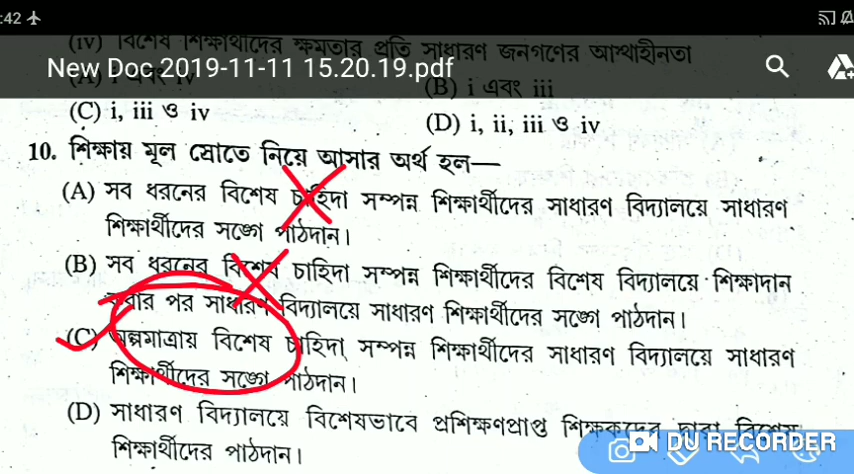 :42
(iv) বিশেষ শিক্ষার্থীদের ক্ষমতার প্রতি সাধারণ জনগণের আস্থাহীনতা
New Doc 2019-11-11 15.20.19.pdf
(A) i এবং iv
(B) i এবং iii
(C) i, iii ও iv
(D) i, ii, iii ও iv
10. শিক্ষায় মূল স্রোতে নিয়ে আসার অর্থ হল—
(A) সব ধরনের বিশেষ চাহিদা সম্পন্ন শিক্ষার্থীদের সাধারণ বিদ্যালয়ে সাধারণ
শিক্ষার্থীদের সঙ্গে পাঠদান।
(B) সব ধরনের বিশেষ চাহিদা সম্পন্ন শিক্ষার্থীদের বিশেষ বিদ্যালয়ে শিক্ষাদান
করার পর সাধারণ বিদ্যালয়ে সাধারণ শিক্ষার্থীদের সঙ্গে পাঠদান।
(C) অল্পমাত্রায় বিশেষ চাহিদা সম্পন্ন শিক্ষার্থীদের সাধারণ বিদ্যালয়ে সাধারণ
শিক্ষার্থীদের সঙ্গে পাঠদান।
(D) সাধারণ বিদ্যালয়ে বিশেষভাবে প্রশিক্ষণপ্রাপ্ত শিক্ষকদের দ্বারা বিশেষ
শিক্ষার্থীদের পাঠদান।
DU RECORDER